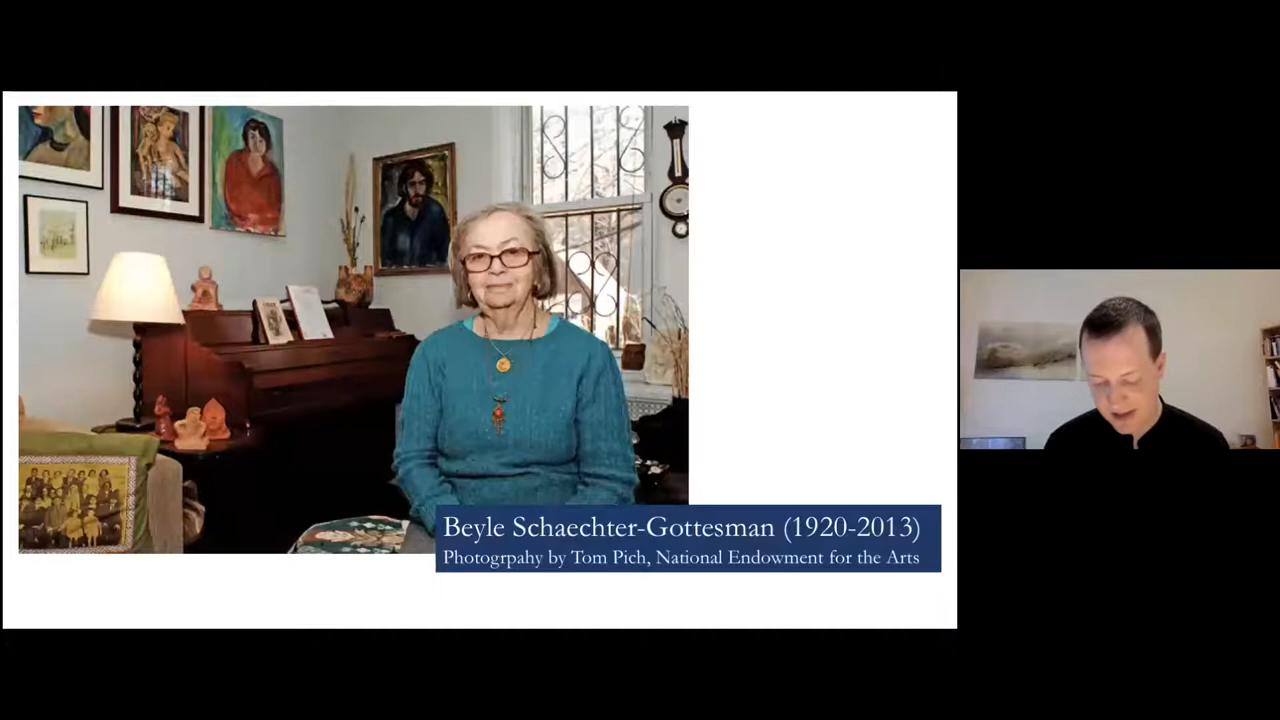 Beyle Schaechter-Gottesman (1920-2013)
Photogrpahy by Tom Pich, National Endowment for the Arts